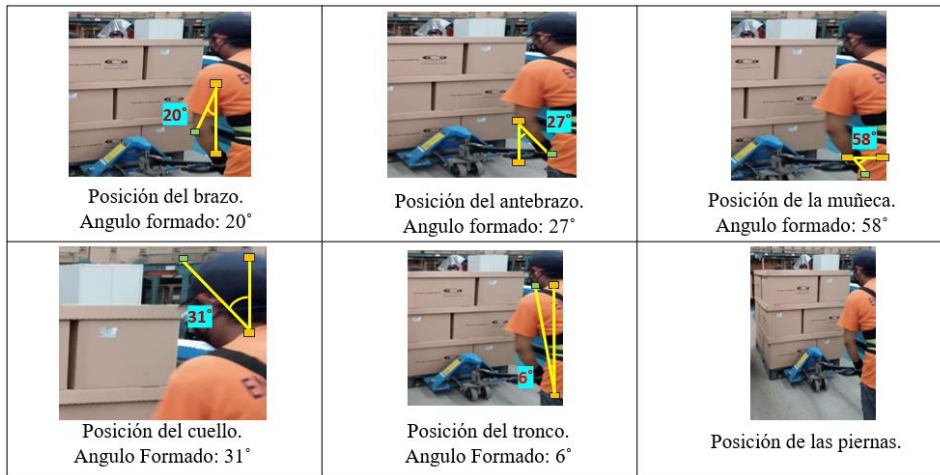 20°
Posición del brazo.
Angulo formado: 20°
27°
Posición del antebrazo.
Angulo formado: 27°
58°
Posición de la muñeca.
Angulo formado: 58°
31°
Posición del cuello.
Angulo Formado: 31°
6°
Posición del tronco.
Angulo Formado: 6°
Posición de las piernas.